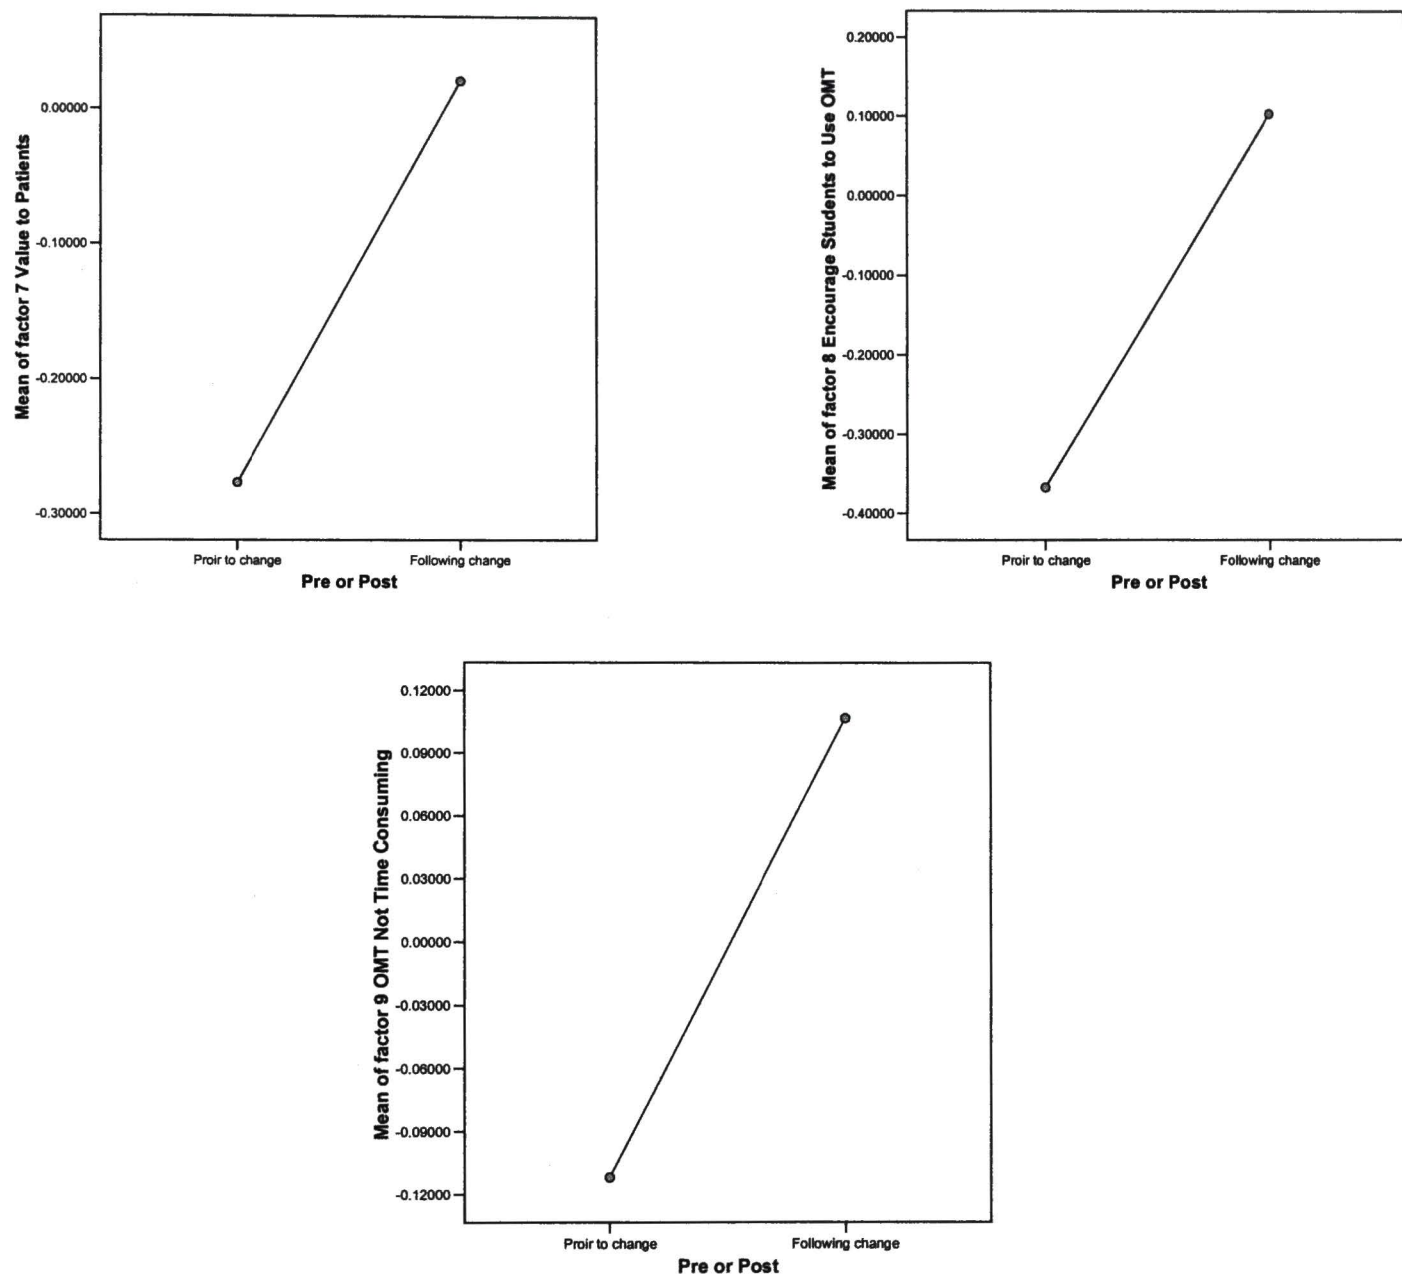 Mean of factor 7 Value to Patients
0.00000
-0.10000
-0.20000
-0.30000
Proir to change
Following change
Pre or Post
Mean of factor 8 Encourage Students to Use OMT
0.20000
0.10000
0.00000
-0.10000
-0.20000
-0.30000
-0.40000
Proir to change
Following change
Pre or Post
Mean of factor 9 OMT Not Time Consuming
0.12000
0.09000
0.06000
0.03000
0.00000
-0.03000
-0.06000
-0.09000
-0.12000
Proir to change
Following change
Pre or Post